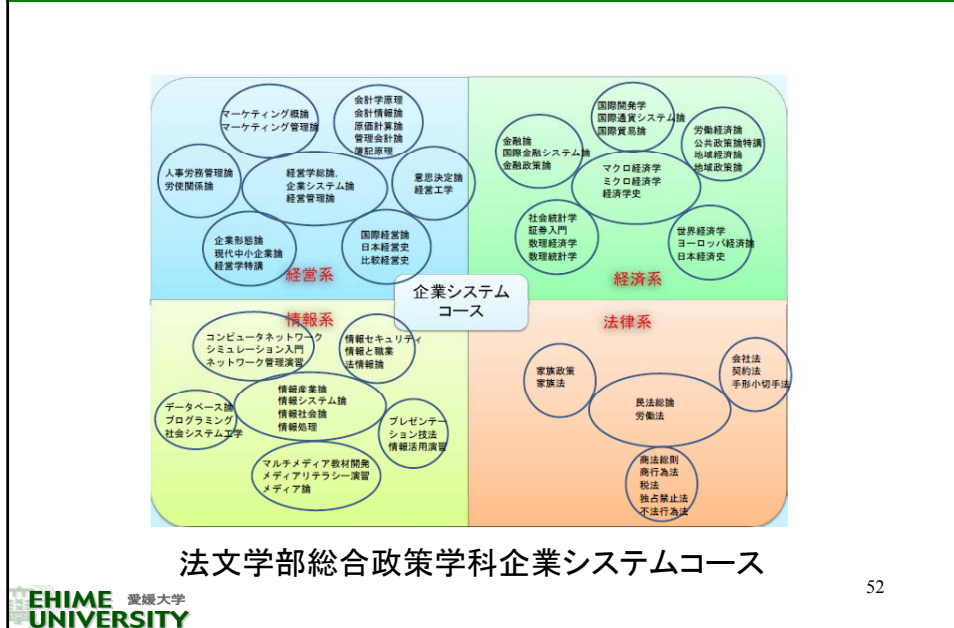 マーケティング概論
マーケティング管理論
会計学原理
会計情報論
原価計算論
管理会計論
簿記原理
人事労務管理論
労使関係論
経営学総論,
企業システム論
経営管理論
意思決定論
経営工学
企業形態論
現代中小企業論
経営学特講
国際経営論
日本経営史
比較経営史
経営系
国際開発学
国際通貨システム論
国際貿易論
金融論
国際金融システム論
金融政策論
労働経済論
公共政策論特講
地域経済論
地域政策論
マクロ経済学
ミクロ経済学
経済学史
社会統計学
証券入門
数理経済学
数理統計学
世界経済学
ヨーロッパ経済論
日本経済史
経済系
企業システム
コース
情報系
コンピュータネットワーク
シミュレーション入門
ネットワーク管理演習
情報セキュリティ
情報と職業
法情報論
情報産業論
情報システム論
情報社会論
情報処理
データベース論
プログラミング
社会システム工学
プレゼンテー
ション技法
情報活用演習
マルチメディア教材開発
メディアリテラシー演習
メディア論
法律系
家族政策
家族法
会社法
契約法
手形小切手法
民法総論
労働法
商法総則
商行為法
税法
独占禁止法
不法行為法
法文学部総合政策学科企業システムコース
52
EHIME 愛媛大学
UNIVERSITY